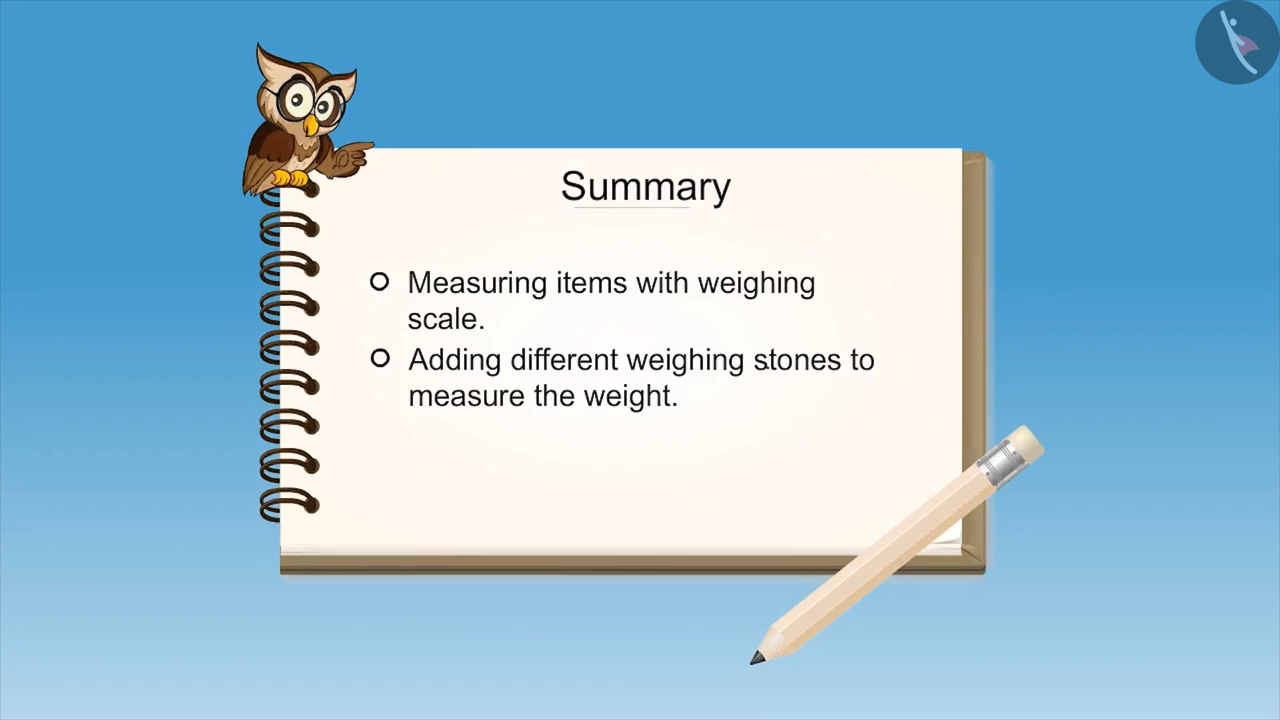 Summary
Measuring items with weighing
scale.
Adding different weighing stones to
measure the weight.